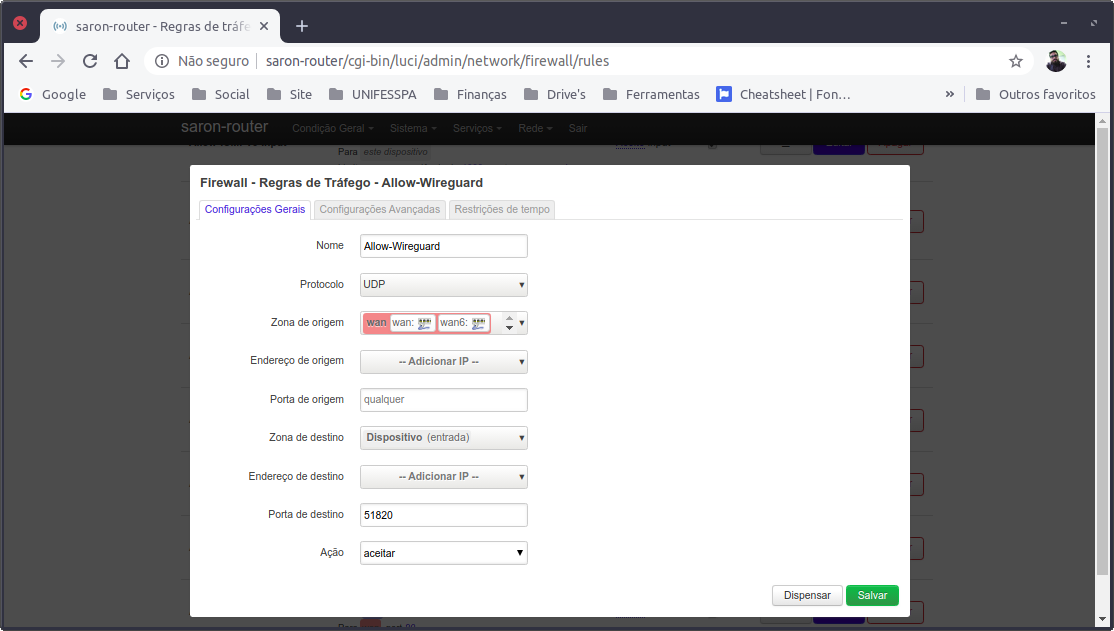 saron-router - Regras de tráfe
Não seguro saron-router/cgi-bin/luci/admin/network/firewall/rules
Google Serviços Social Site UNIFESSPA Finanças Drive's Ferramentas Cheatsheet | Fon… » Outros favoritos
saron-router Condição Geral Sistema Serviços Rede Sair
Para este dispositivo
Firewall - Regras de Tráfego - Allow-Wireguard
Configurações Gerais Configurações Avançadas Restrições de tempo
Nome Allow-Wireguard
Protocolo UDP
Zona de origem wan wan: wan6:
Endereço de origem -- Adicionar IP --
Porta de origem qualquer
Zona de destino Dispositivo (entrada)
Endereço de destino -- Adicionar IP --
Porta de destino 51820
Ação aceitar
Dispensar Salvar